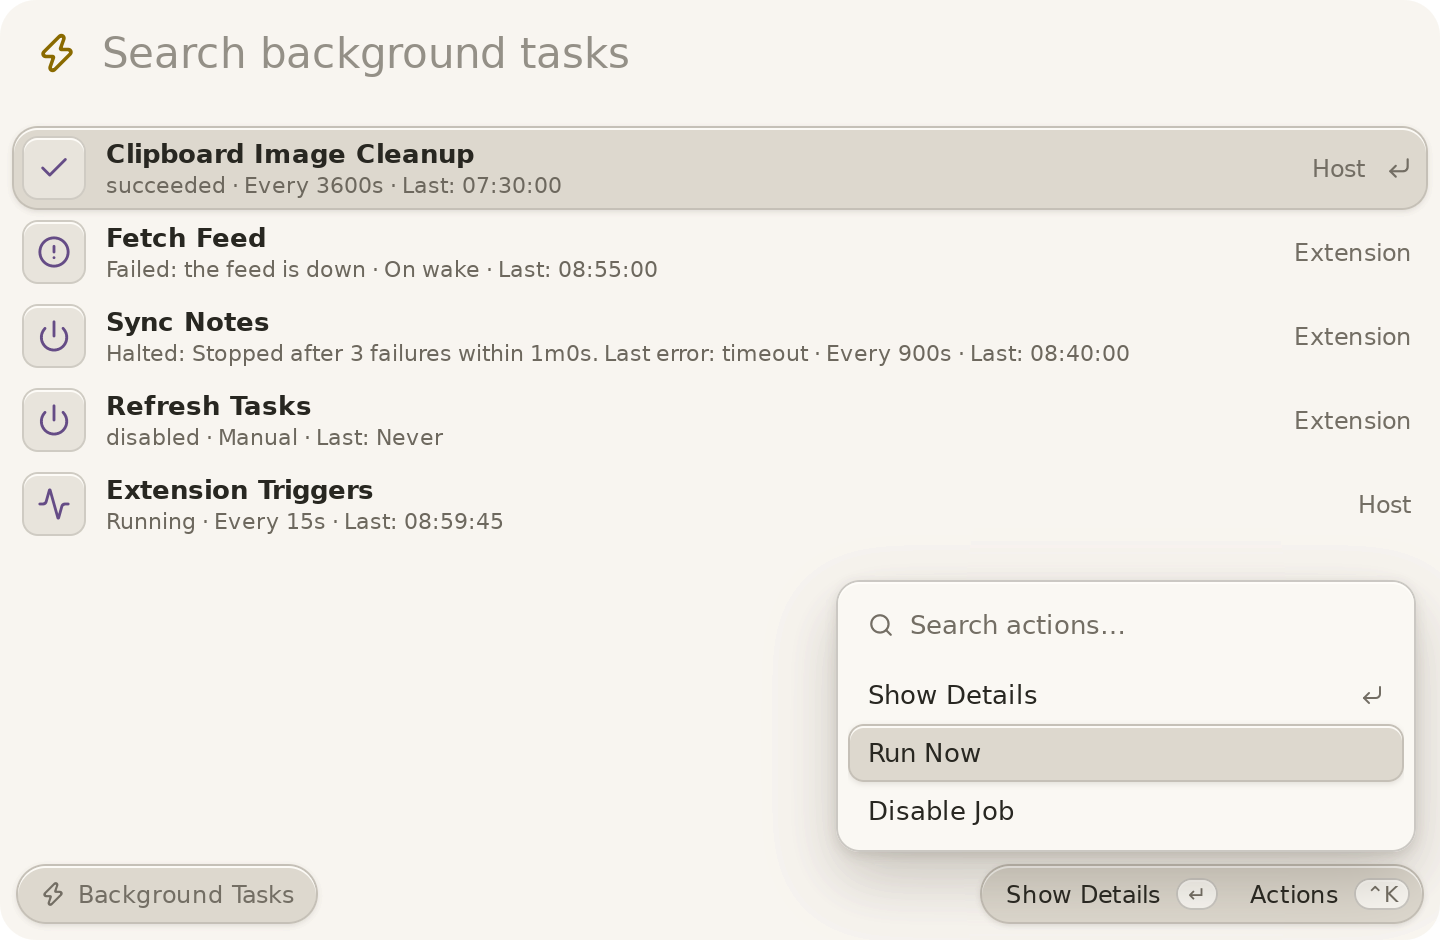 Search background tasks
Clipboard Image Cleanup
succeeded · Every 3600s · Last: 07:30:00
Host
Fetch Feed
Failed: the feed is down · On wake · Last: 08:55:00
Extension
Sync Notes
Halted: Stopped after 3 failures within 1m0s. Last error: timeout · Every 900s · Last: 08:40:00
Extension
Refresh Tasks
disabled · Manual · Last: Never
Extension
Extension Triggers
Running · Every 15s · Last: 08:59:45
Host
Search actions...
Show Details
Run Now
Disable Job
Background Tasks
Show Details
Actions ⌃K